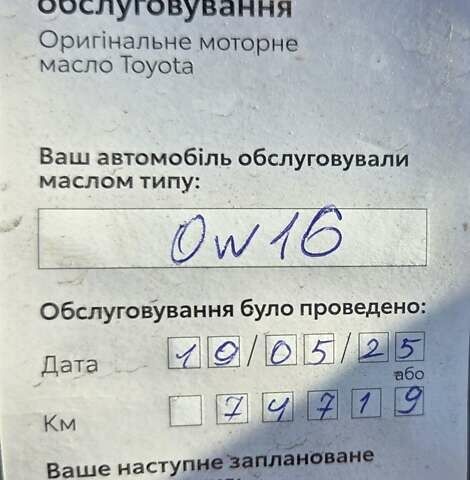 обслуговування
Оригінальне моторне
масло Toyota
Ваш автомобіль обслуговували
маслом типу:
0w16
Обслуговування було проведено:
Дата 19/05/25
або
Км 74719
Ваше наступне заплановане